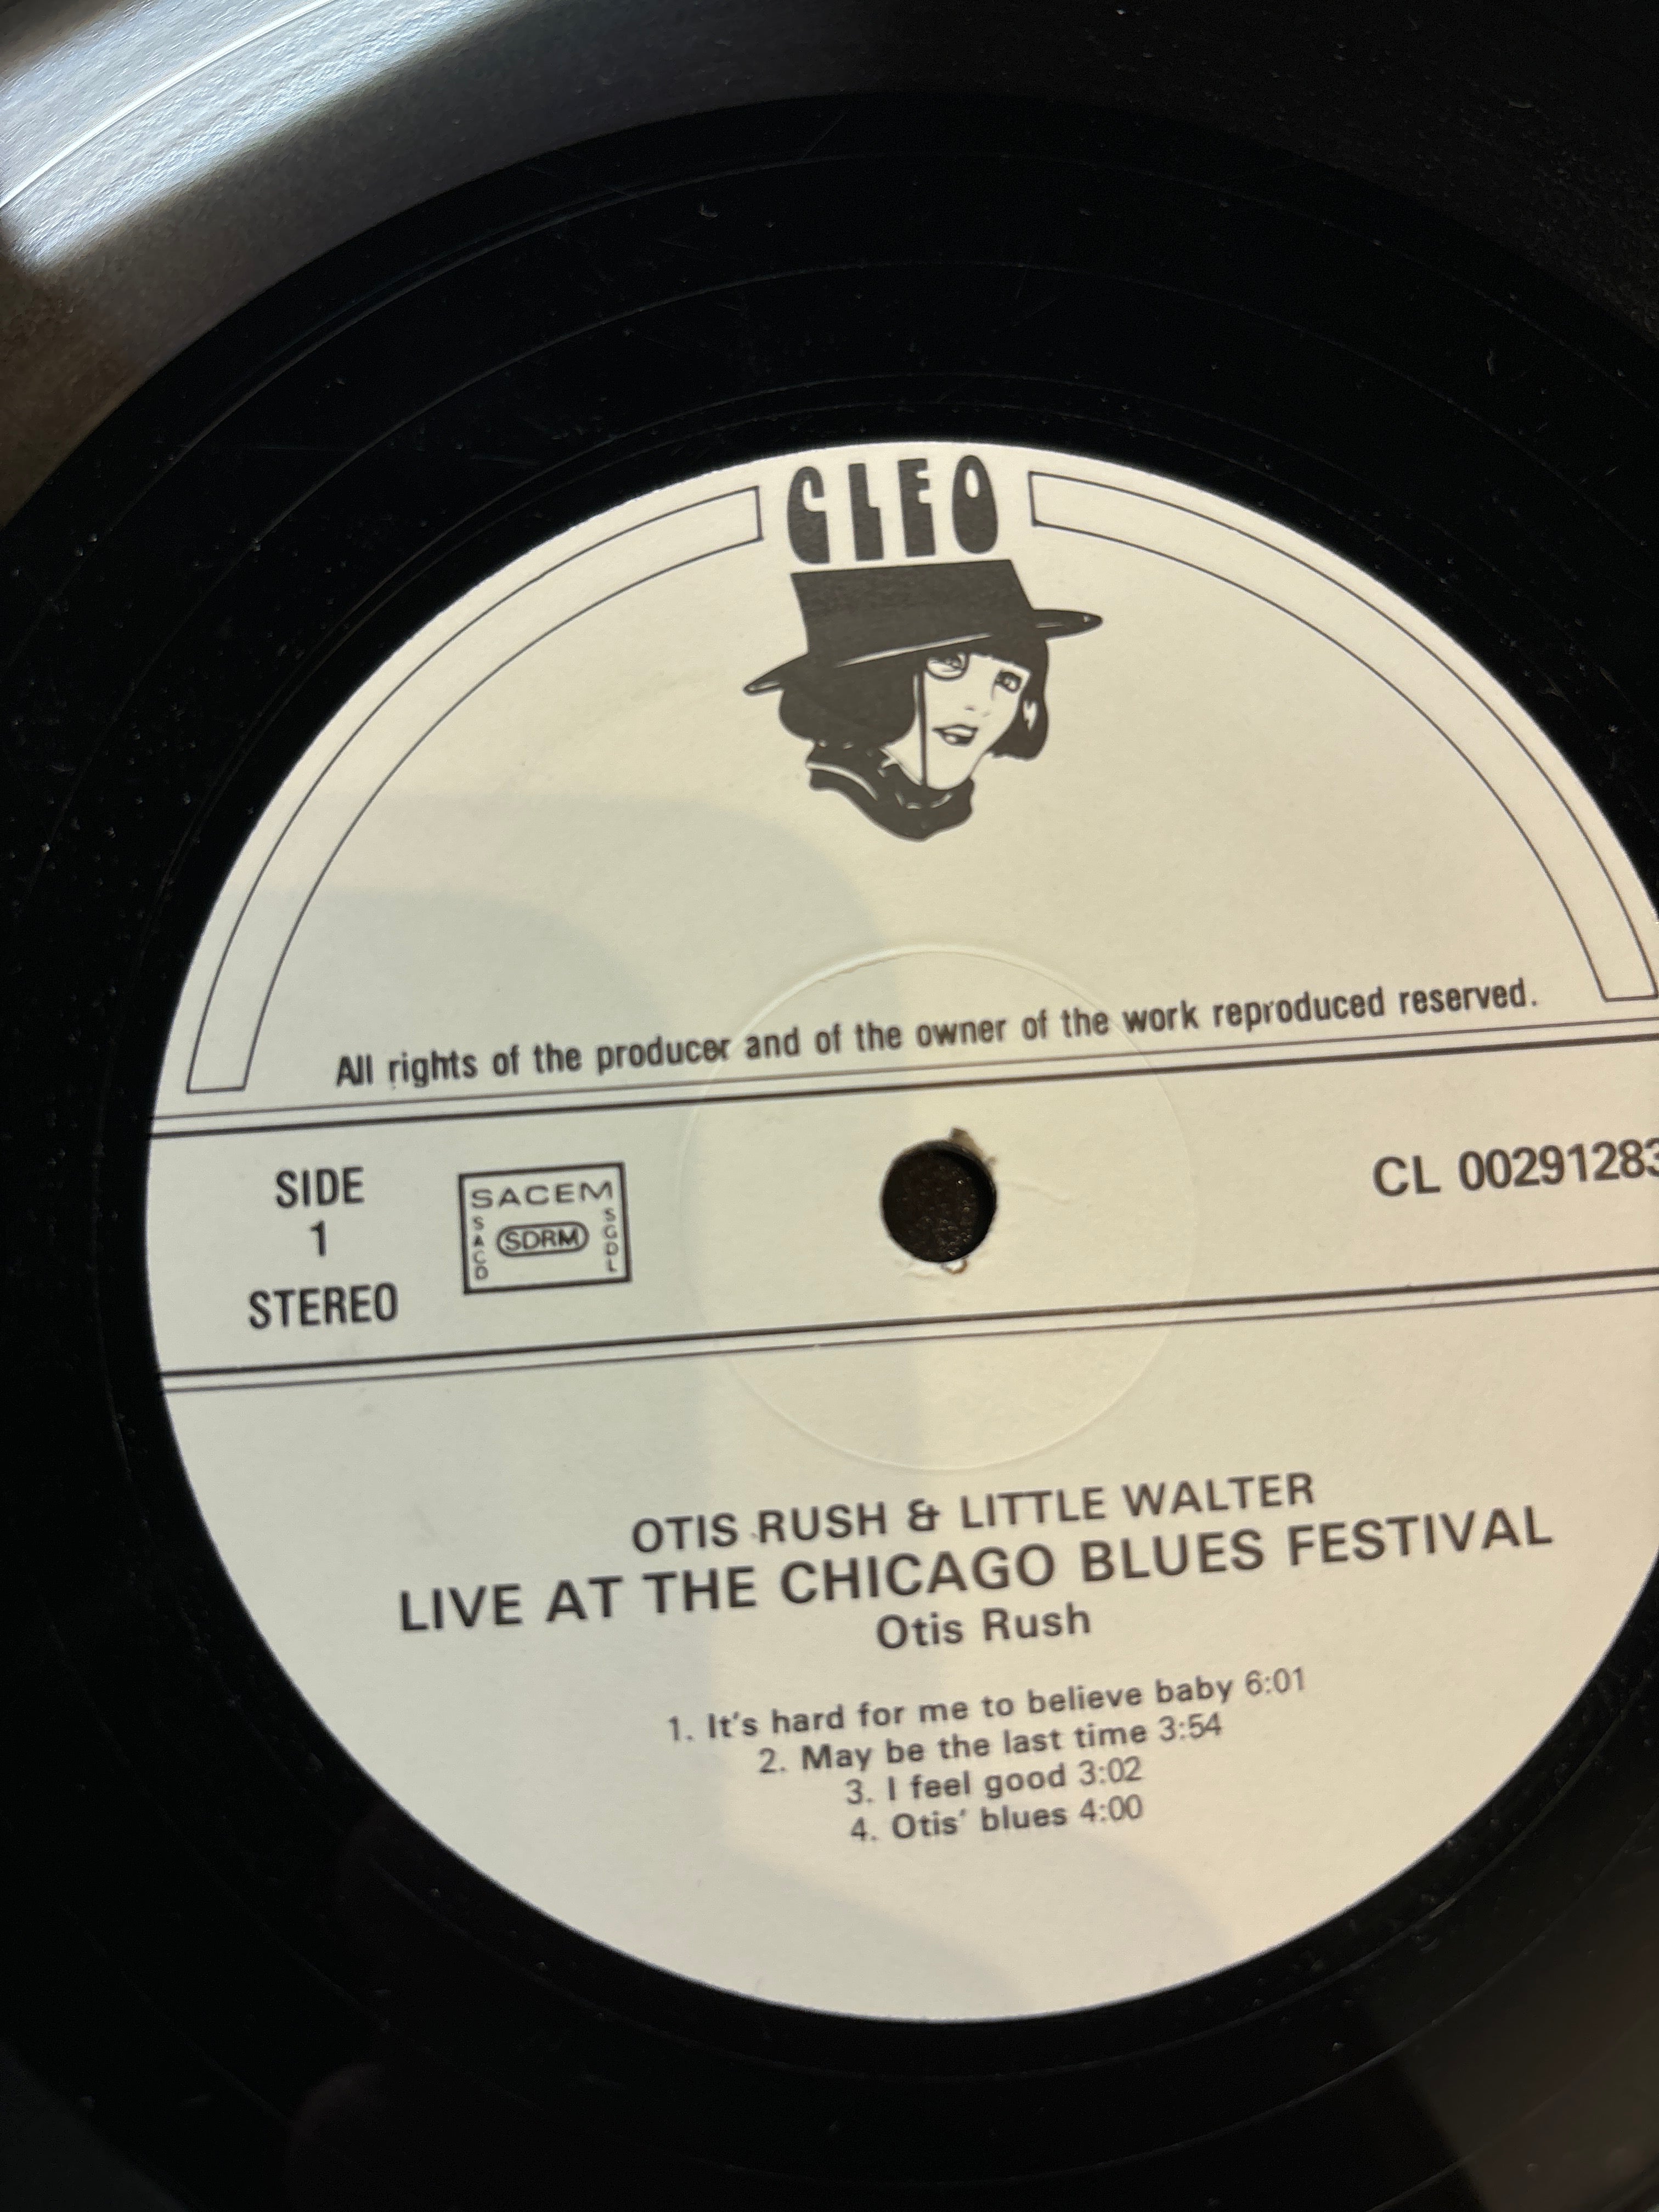 CLEO
All rights of the producer and of the owner of the work reproduced reserved.
SIDE
1
STEREO
SACEM
SACD
SDRM
SGDL
CL 00291283
OTIS RUSH & LITTLE WALTER
LIVE AT THE CHICAGO BLUES FESTIVAL
Otis Rush
1. It's hard for me to believe baby 6:01
2. May be the last time 3:54
3. I feel good 3:02
4. Otis' blues 4:00